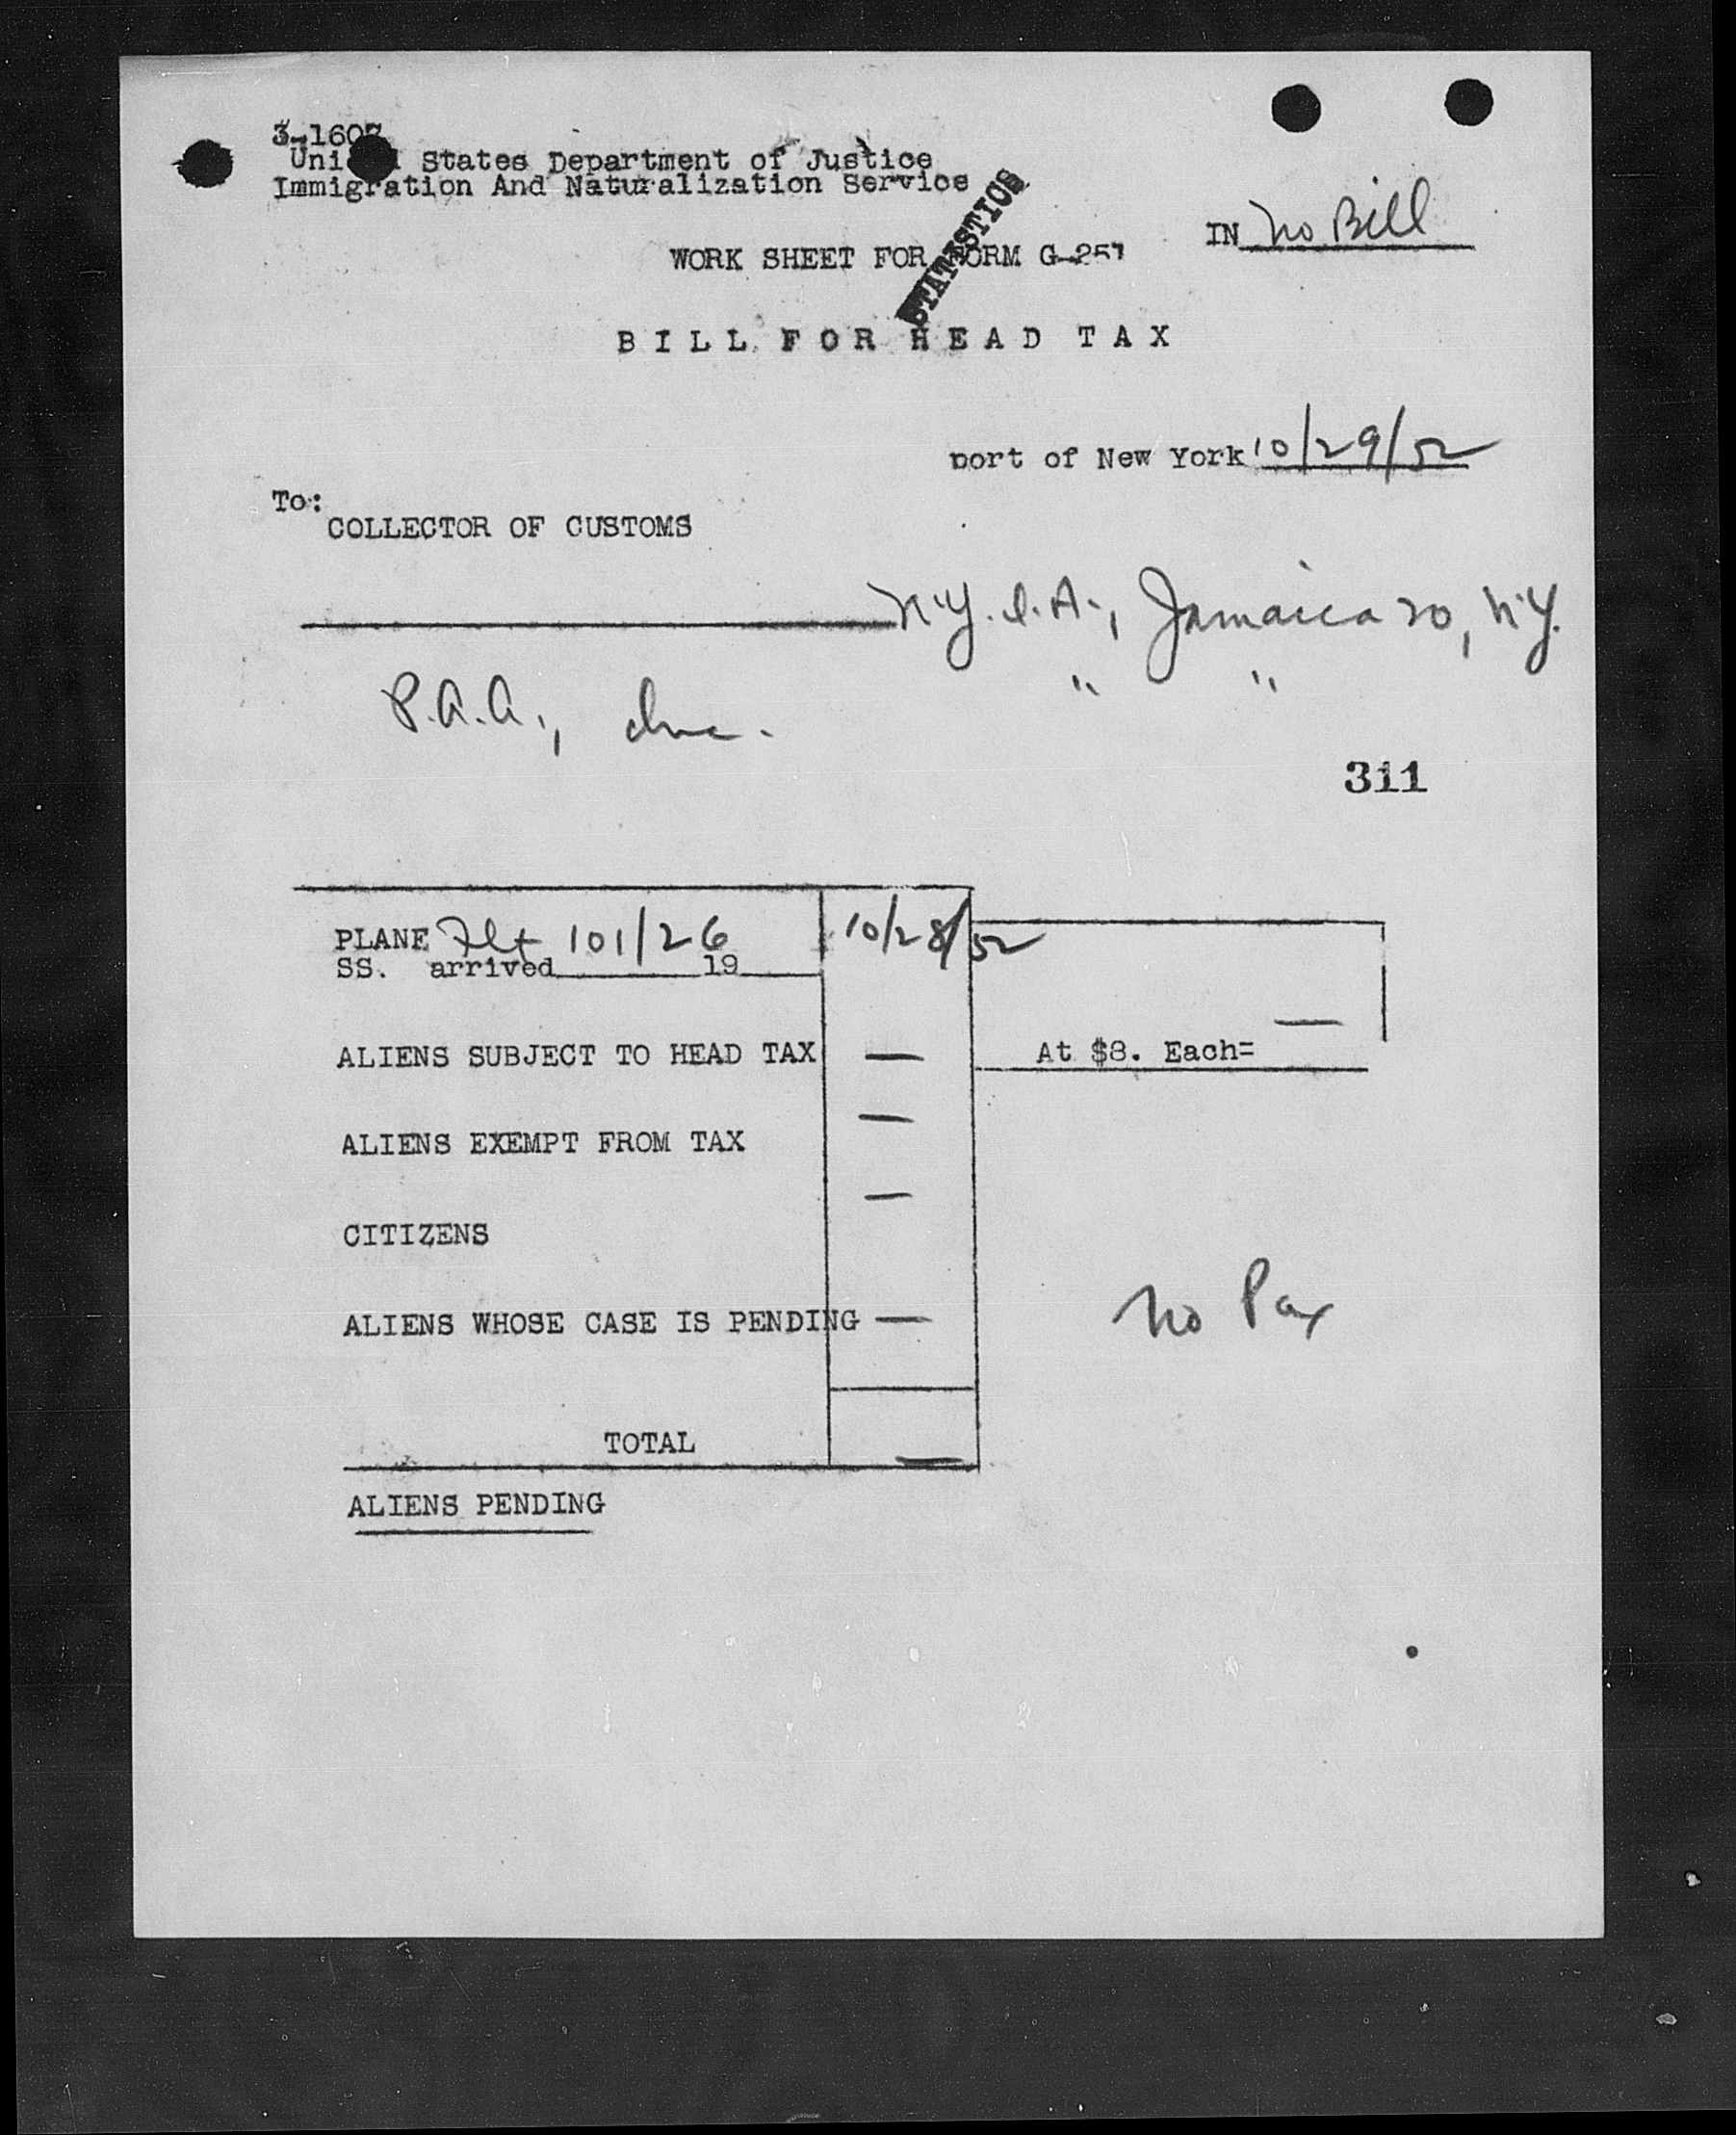 3-1607
United States Department of Justice
Immigration And Naturalization Service
STATISTICS
IN No Bill
WORK SHEET FOR FORM G-257
BILL FOR HEAD TAX
port of New York 10/29/52
To:
COLLECTOR OF CUSTOMS
N.Y.I.A., Jamaica 20, N.Y.
P.A.A., Inc. " "
311
PLANE Flt 101/26 10/28/52
SS. arrived 19
ALIENS SUBJECT TO HEAD TAX — At $8. Each= —
ALIENS EXEMPT FROM TAX —
CITIZENS —
ALIENS WHOSE CASE IS PENDING — No Pax
TOTAL —
ALIENS PENDING